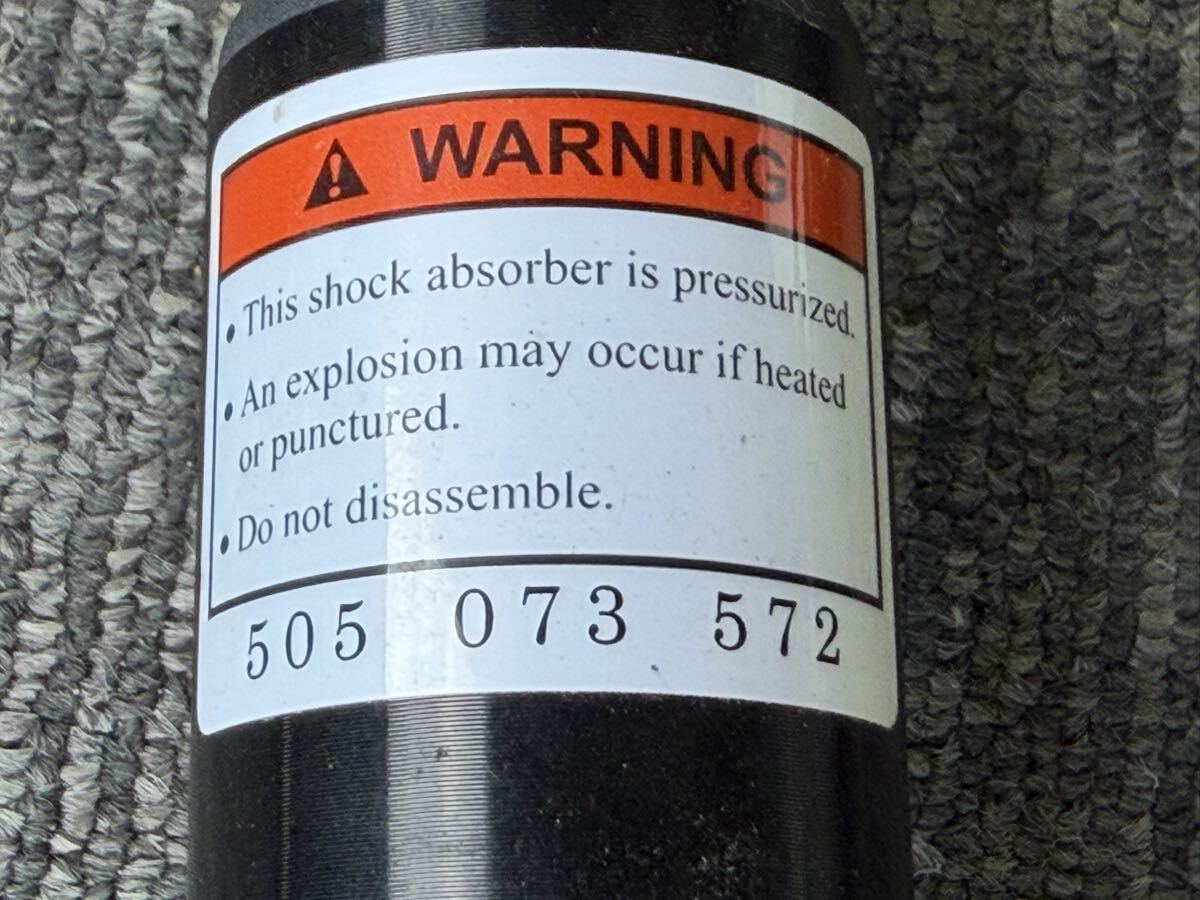 WARNING
• This shock absorber is pressurized.
• An explosion may occur if heated
or punctured.
• Do not disassemble.
505 073 572